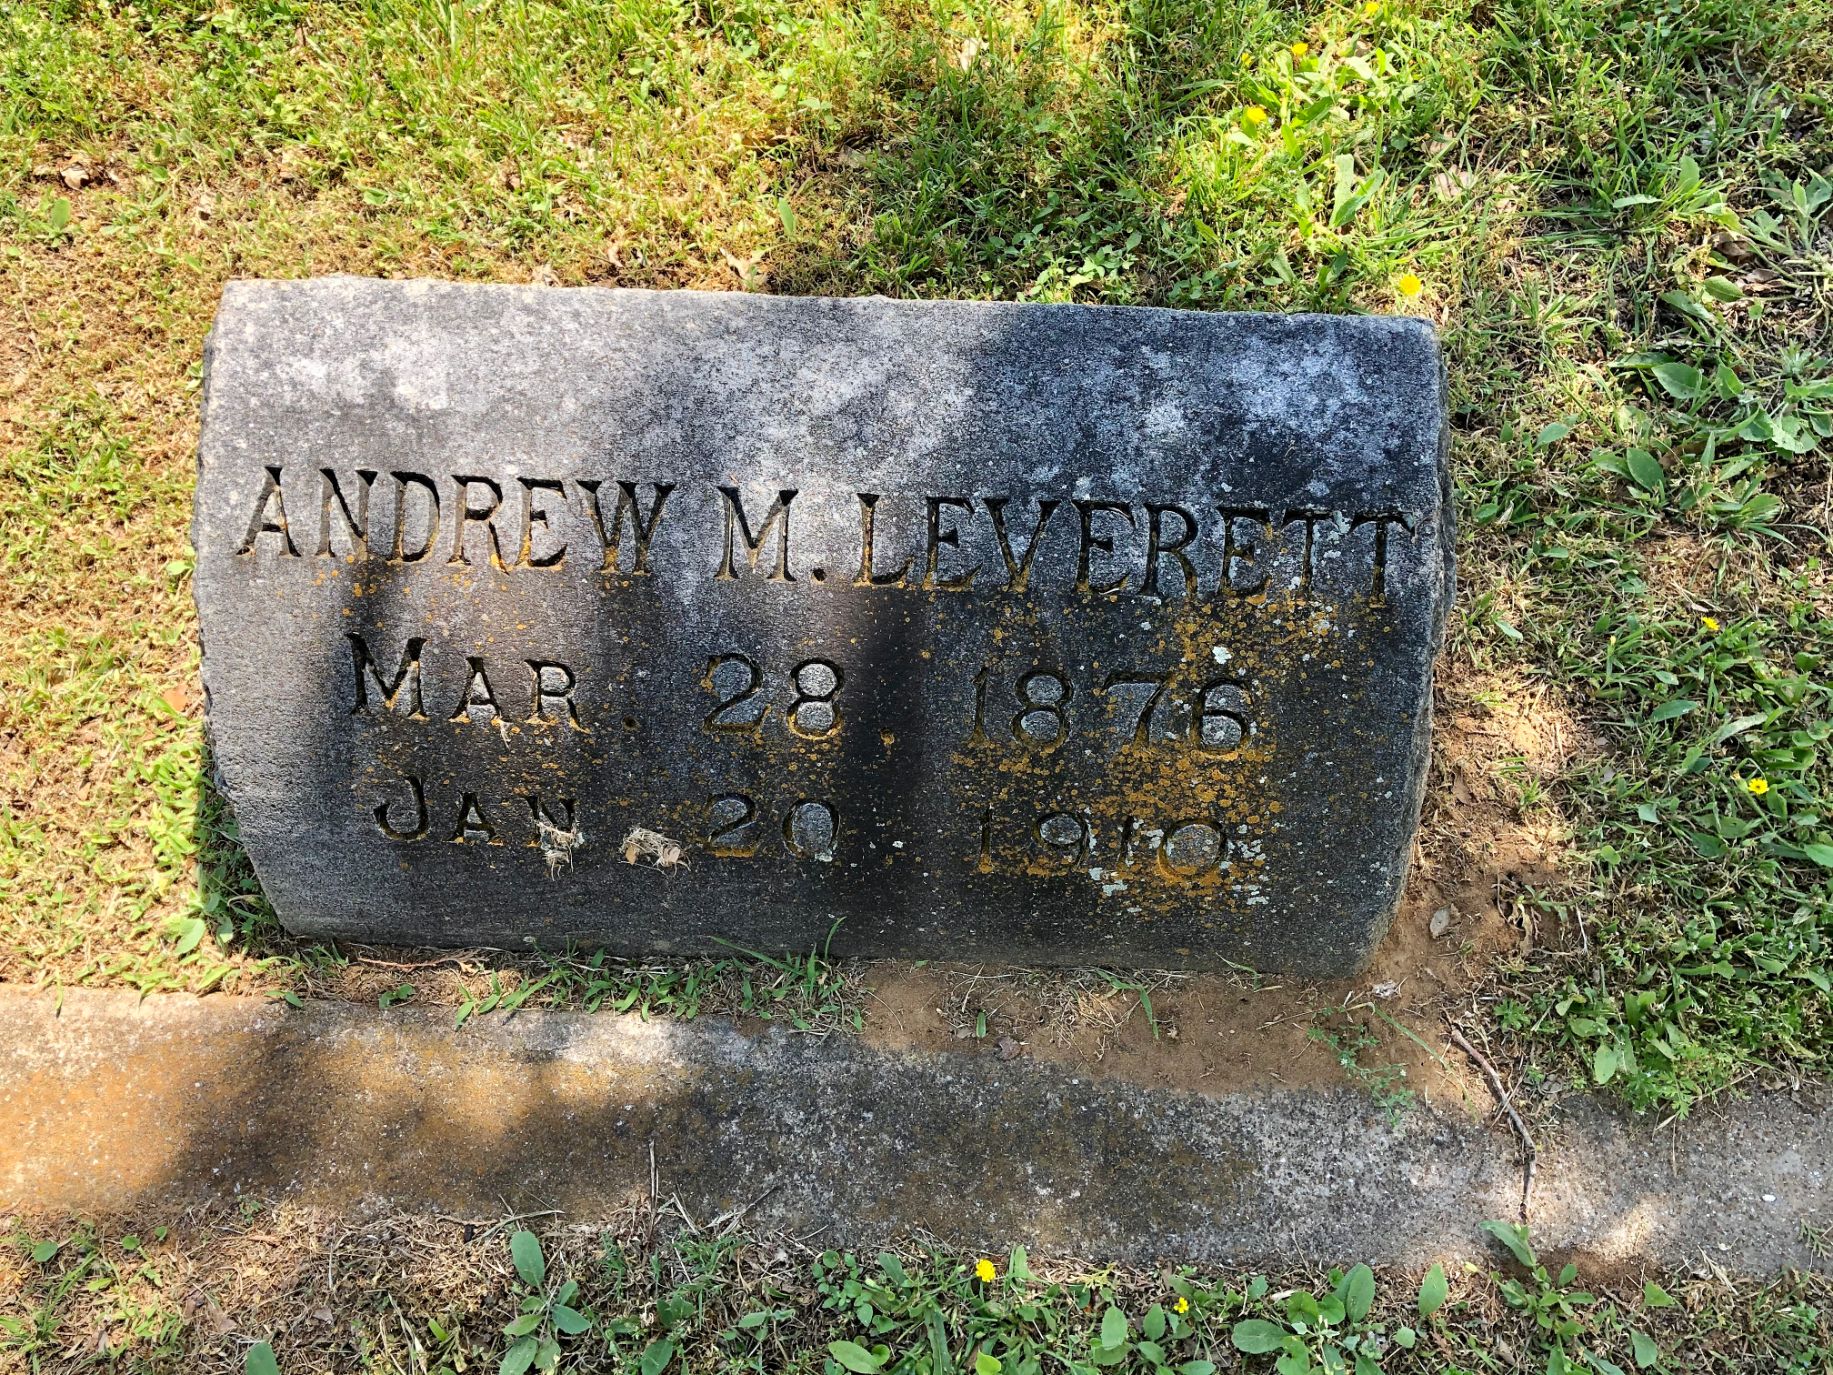 ANDREW M. LEVERETT
MAR. 28. 1876
JAN. 20. 1910